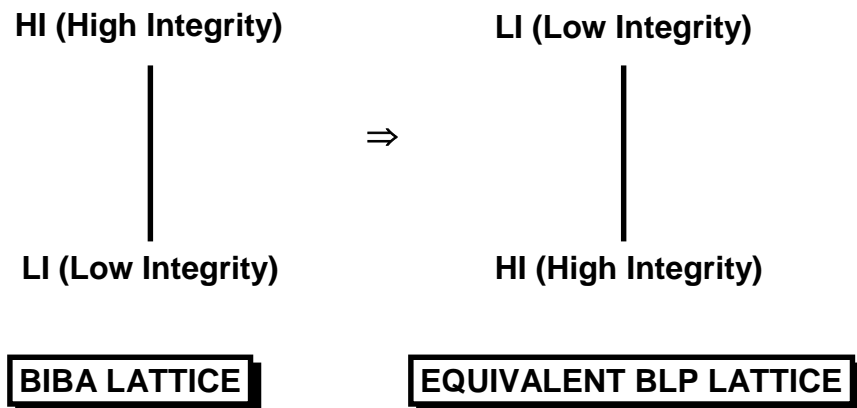 HI (High Integrity)
LI (Low Integrity)
⇒
LI (Low Integrity)
HI (High Integrity)
BIBA LATTICE
EQUIVALENT BLP LATTICE